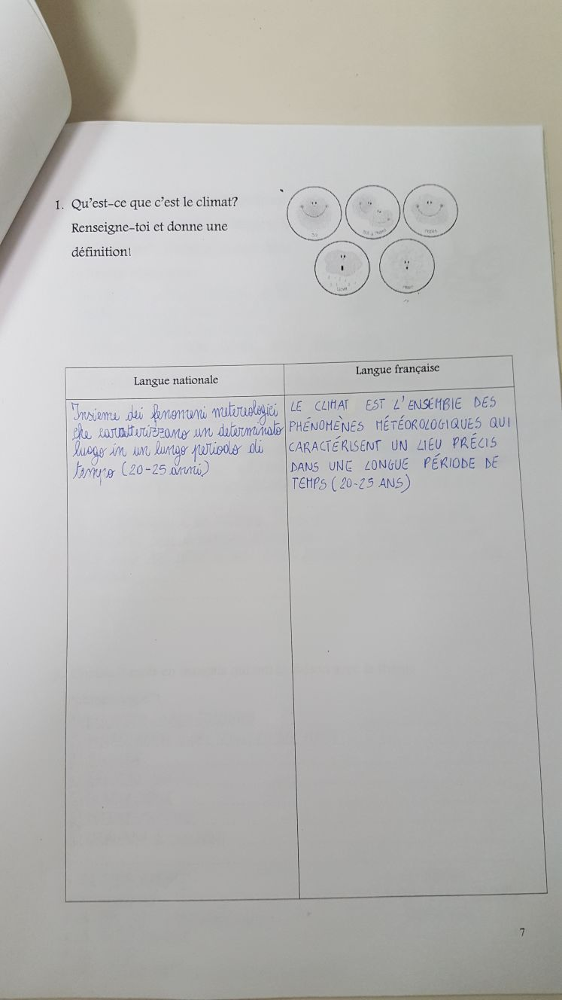 1. Qu'est-ce que c'est le climat?
Renseigne-toi et donne une
définition!
Langue nationale
Insieme dei fenomeni metereologici
che caratterizzano un determinato
luogo in un lungo periodo di
tempo (20-25 anni)
Langue française
LE CLIMAT EST L'ENSEMBLE DES
PHÉNOMÈNES MÉTÉOROLOGIQUES QUI
CARACTÉRISENT UN LIEU PRÉCIS
DANS UNE LONGUE PÉRIODE DE
TEMPS (20-25 ANS)
7